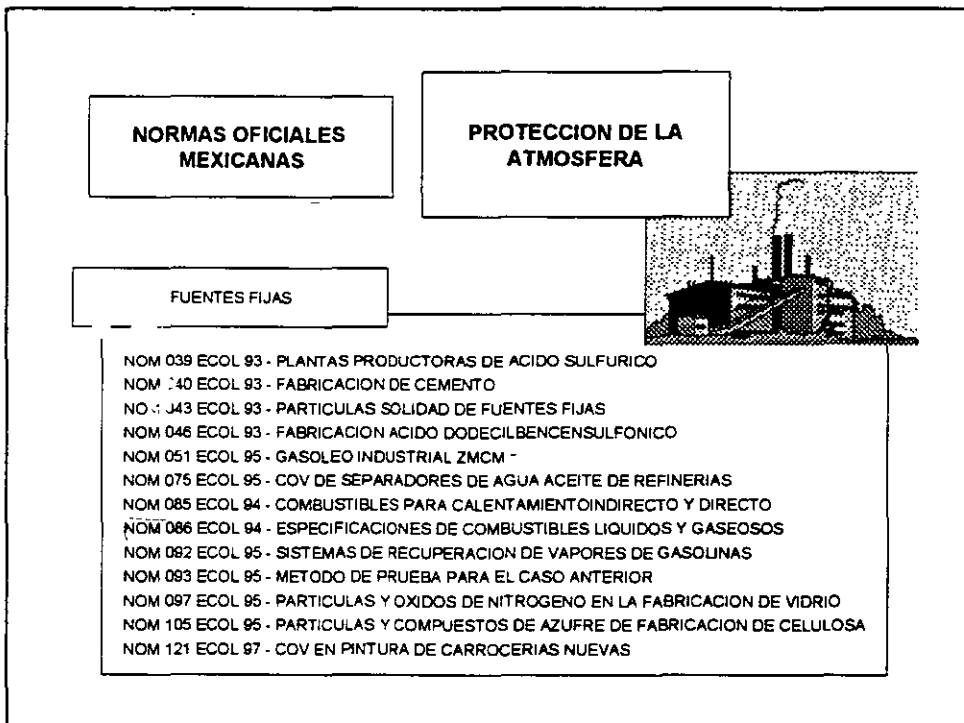 NORMAS OFICIALES
MEXICANAS
PROTECCION DE LA
ATMOSFERA
FUENTES FIJAS
NOM 039 ECOL 93 - PLANTAS PRODUCTORAS DE ACIDO SULFURICO
NOM 40 ECOL 93 - FABRICACION DE CEMENTO
043 ECOL 93 - PARTICULAS SOLIDAD DE FUENTES FIJAS
NOM 046 ECOL 93 - FABRICACION ACIDO DODECILBENCENSULFONICO
NOM 051 ECOL 95 - GASOLEO INDUSTRIAL ZMCM -
NOM 075 ECOL 95 - COV DE SEPARADORES DE AGUA ACEITE DE REFINERIAS
NOM 085 ECOL 94 - COMBUSTIBLES PARA CALENTAMIENTOINDIRECTO Y DIRECTO
NOM 086 ECOL 94 - ESPECIFICACIONES DE COMBUSTIBLES LIQUIDOS Y GASEOSOS
NOM 092 ECOL 95 - SISTEMAS DE RECUPERACION DE VAPORES DE GASOLINAS
NOM 093 ECOL 95 - METODO DE PRUEBA PARA EL CASO ANTERIOR
NOM 097 ECOL 95 - PARTICULAS Y OXIDOS DE NITROGENO EN LA FABRICACION DE VIDRIO
NOM 105 ECOL 95 - PARTICULAS Y COMPUESTOS DE AZUFRE DE FABRICACION DE CELULOSA
NOM 121 ECOL 97 - COV EN PINTURA DE CARROCERIAS NUEVAS